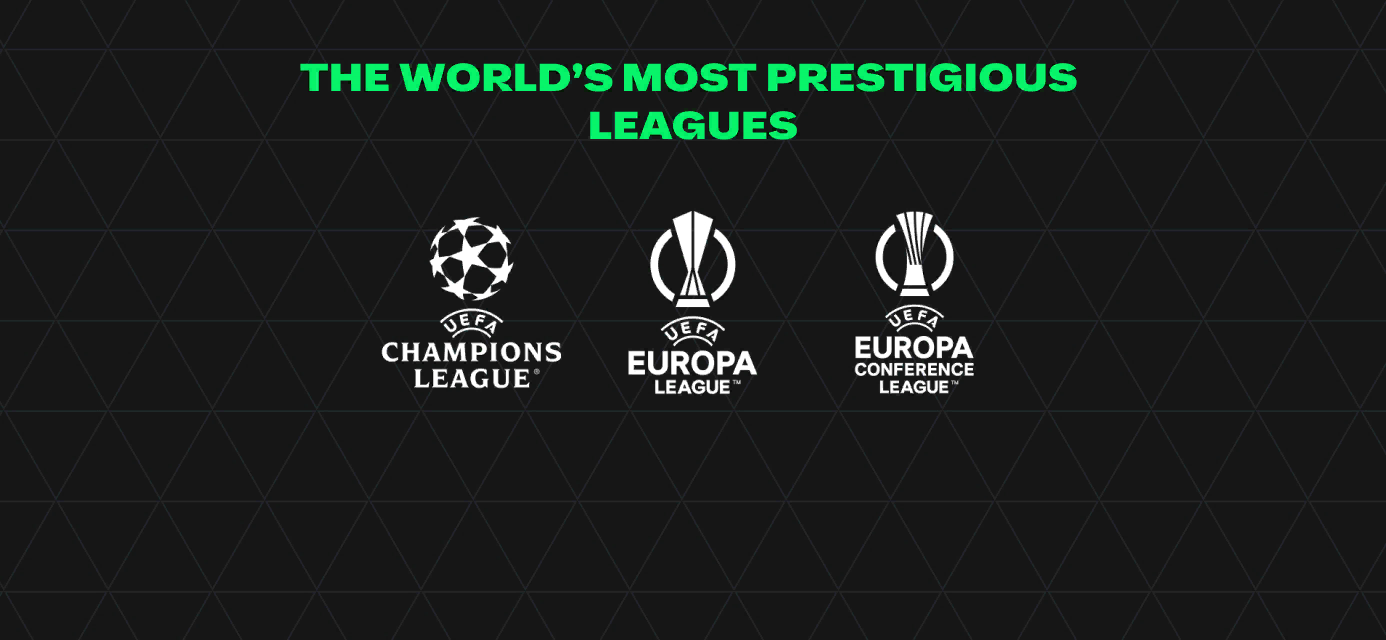 THE WORLD’S MOST PRESTIGIOUS
LEAGUES
UEFA
CHAMPIONS
LEAGUE®
UEFA
EUROPA
LEAGUE™
UEFA
EUROPA
CONFERENCE
LEAGUE™